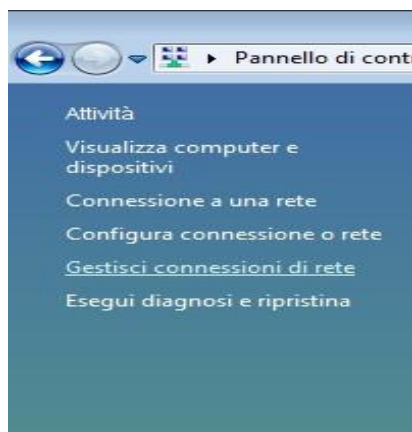 Pannello di cont
Attività
Visualizza computer e
dispositivi
Connessione a una rete
Configura connessione o rete
Gestisci connessioni di rete
Esegui diagnosi e ripristina